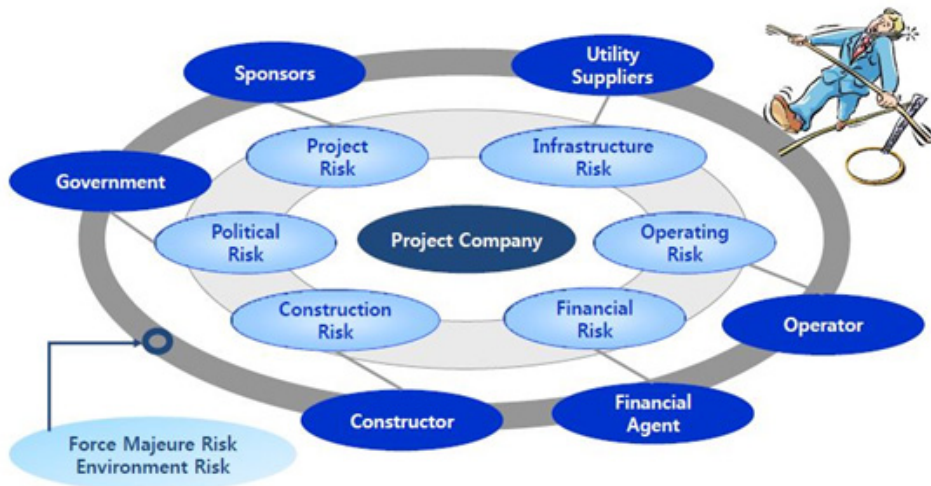 Sponsors
Utility
Suppliers
Project
Risk
Infrastructure
Risk
Government
Political
Risk
Project Company
Operating
Risk
Construction
Risk
Financial
Risk
Operator
Constructor
Financial
Agent
Force Majeure Risk
Environment Risk